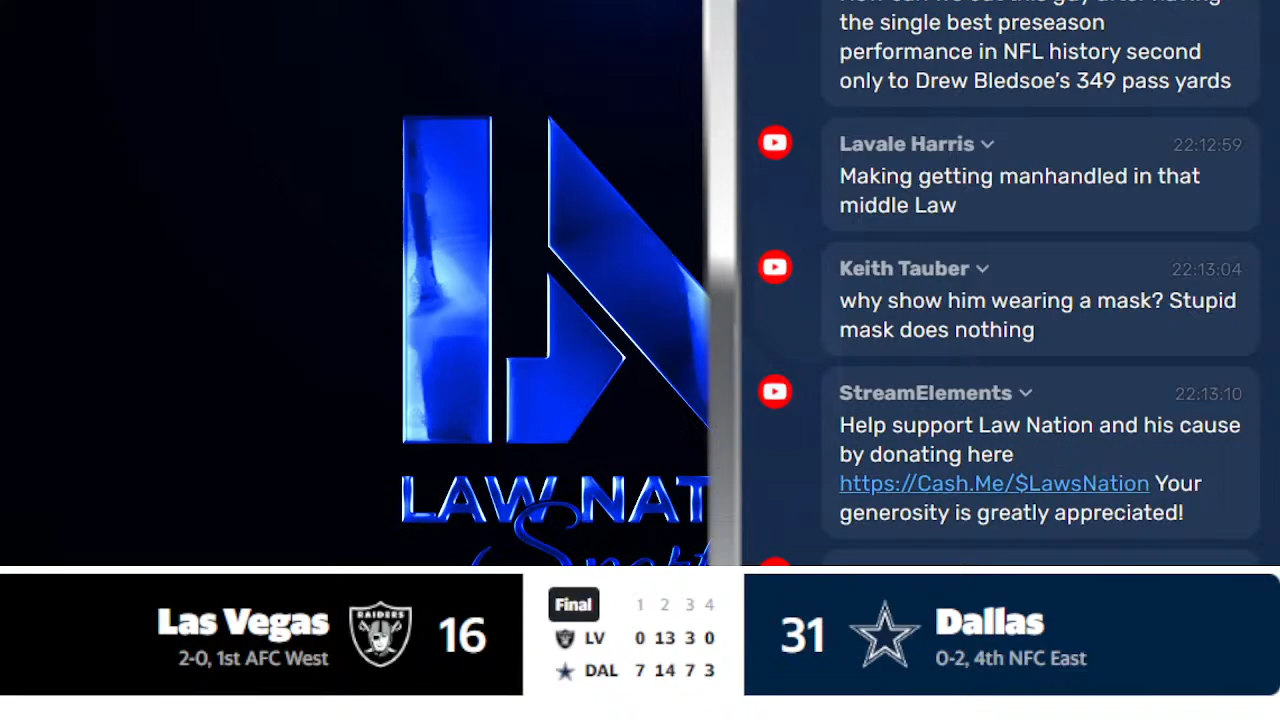 the single best preseason
performance in NFL history second
only to Drew Bledsoe's 349 pass yards
Lavale Harris 22:12:59
Making getting manhandled in that
middle Law
Keith Tauber 22:13:04
why show him wearing a mask? Stupid
mask does nothing
StreamElements 22:13:10
Help support Law Nation and his cause
by donating here
https://Cash.Me/$LawsNation Your
generosity is greatly appreciated!
LAW NAT
Las Vegas
2-0, 1st AFC West
RAIDERS
16
Final 1 2 3 4
LV 0 13 3 0
DAL 7 14 7 3
31
Dallas
0-2, 4th NFC East